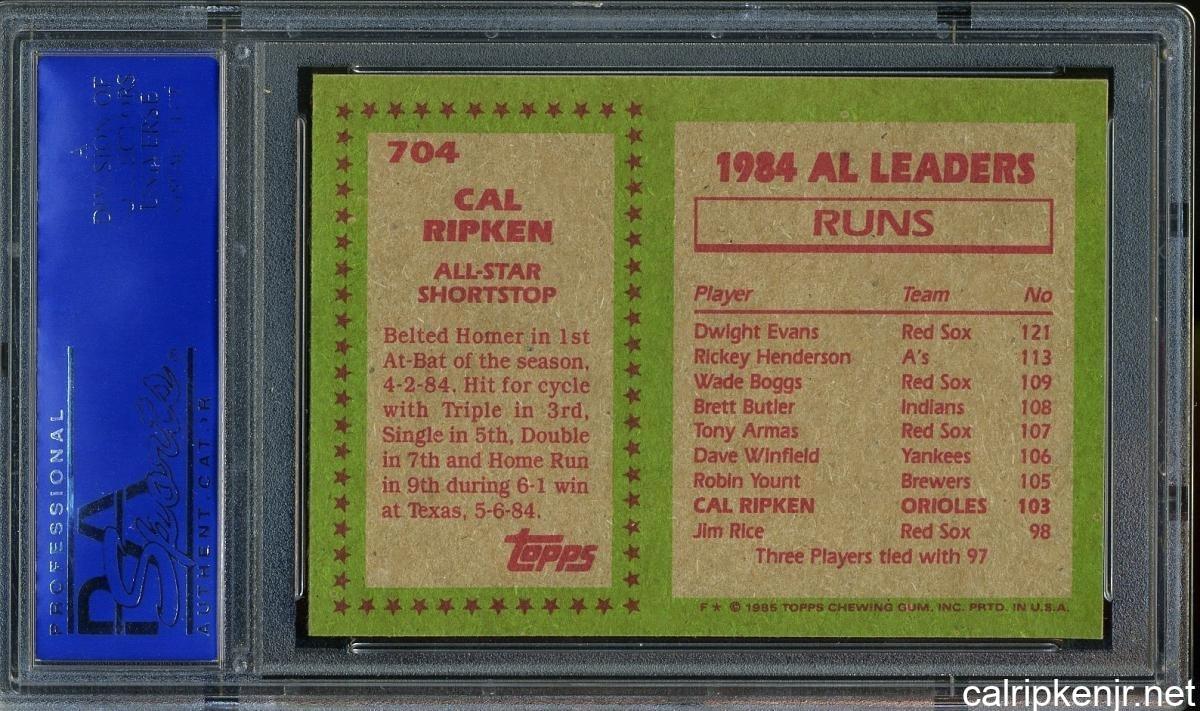 A
DIVISION OF
COLLECTORS
UNIVERSE
PROFESSIONAL
PSA
Sports
AUTHENTICATOR
704
CAL
RIPKEN
ALL-STAR
SHORTSTOP
Belted Homer in 1st
At-Bat of the season,
4-2-84. Hit for cycle
with Triple in 3rd,
Single in 5th, Double
in 7th and Home Run
in 9th during 6-1 win
at Texas, 5-6-84.
topps
1984 AL LEADERS
RUNS
Player Team No
Dwight Evans Red Sox 121
Rickey Henderson A's 113
Wade Boggs Red Sox 109
Brett Butler Indians 108
Tony Armas Red Sox 107
Dave Winfield Yankees 106
Robin Yount Brewers 105
CAL RIPKEN ORIOLES 103
Jim Rice Red Sox 98
Three Players tied with 97
F★ © 1985 TOPPS CHEWING GUM, INC. PRTD. IN U.S.A.
calripkenjr.net